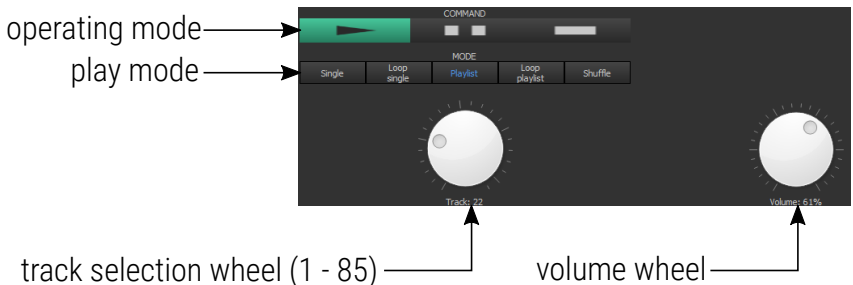 COMMAND
operating mode
MODE
play mode
Single
Loop
single
Playlist
Loop
playlist
Shuffle
Track: 22
Volume: 61%
track selection wheel (1 - 85)
volume wheel